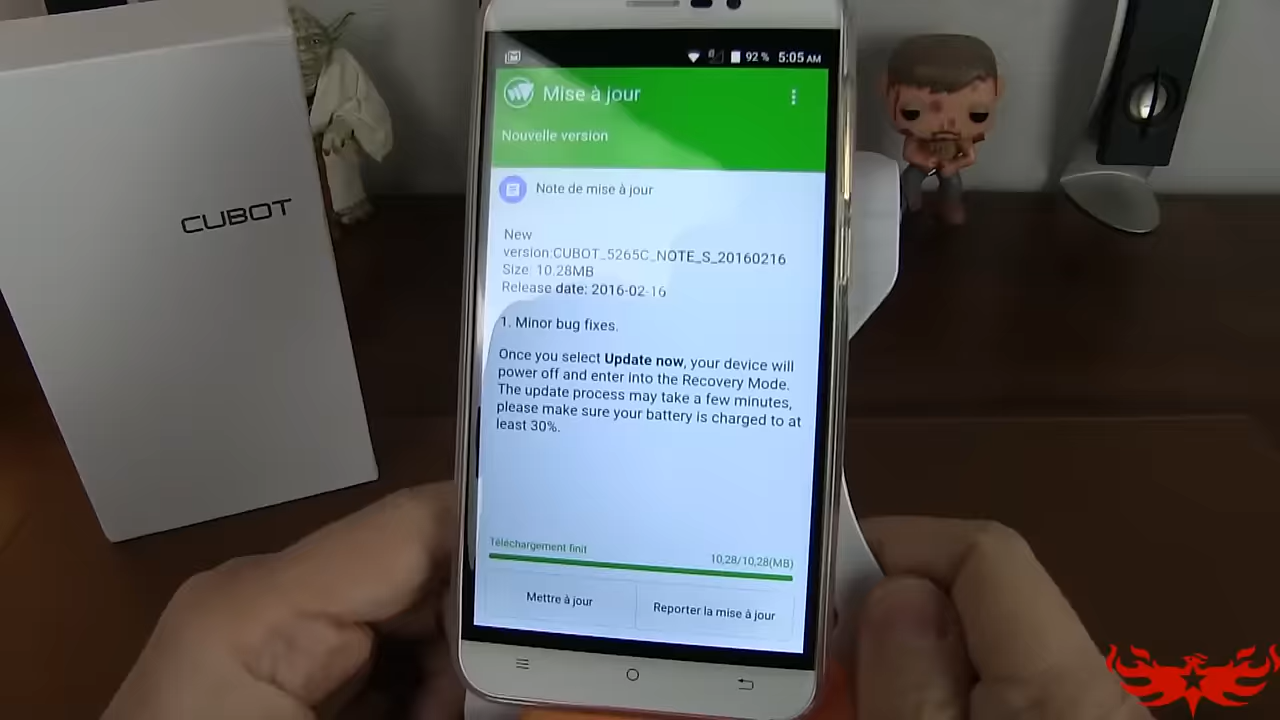 CUBOT
92 % 5:05 AM
Mise à jour
Nouvelle version
Note de mise à jour
New
version:CUBOT_5265C_NOTE_S_20160216
Size: 10.28MB
Release date: 2016-02-16
1. Minor bug fixes.
Once you select Update now, your device will
power off and enter into the Recovery Mode.
The update process may take a few minutes,
please make sure your battery is charged to at
least 30%.
Téléchargement finit 10,28/10,28(MB)
Mettre à jour Reporter la mise à jour